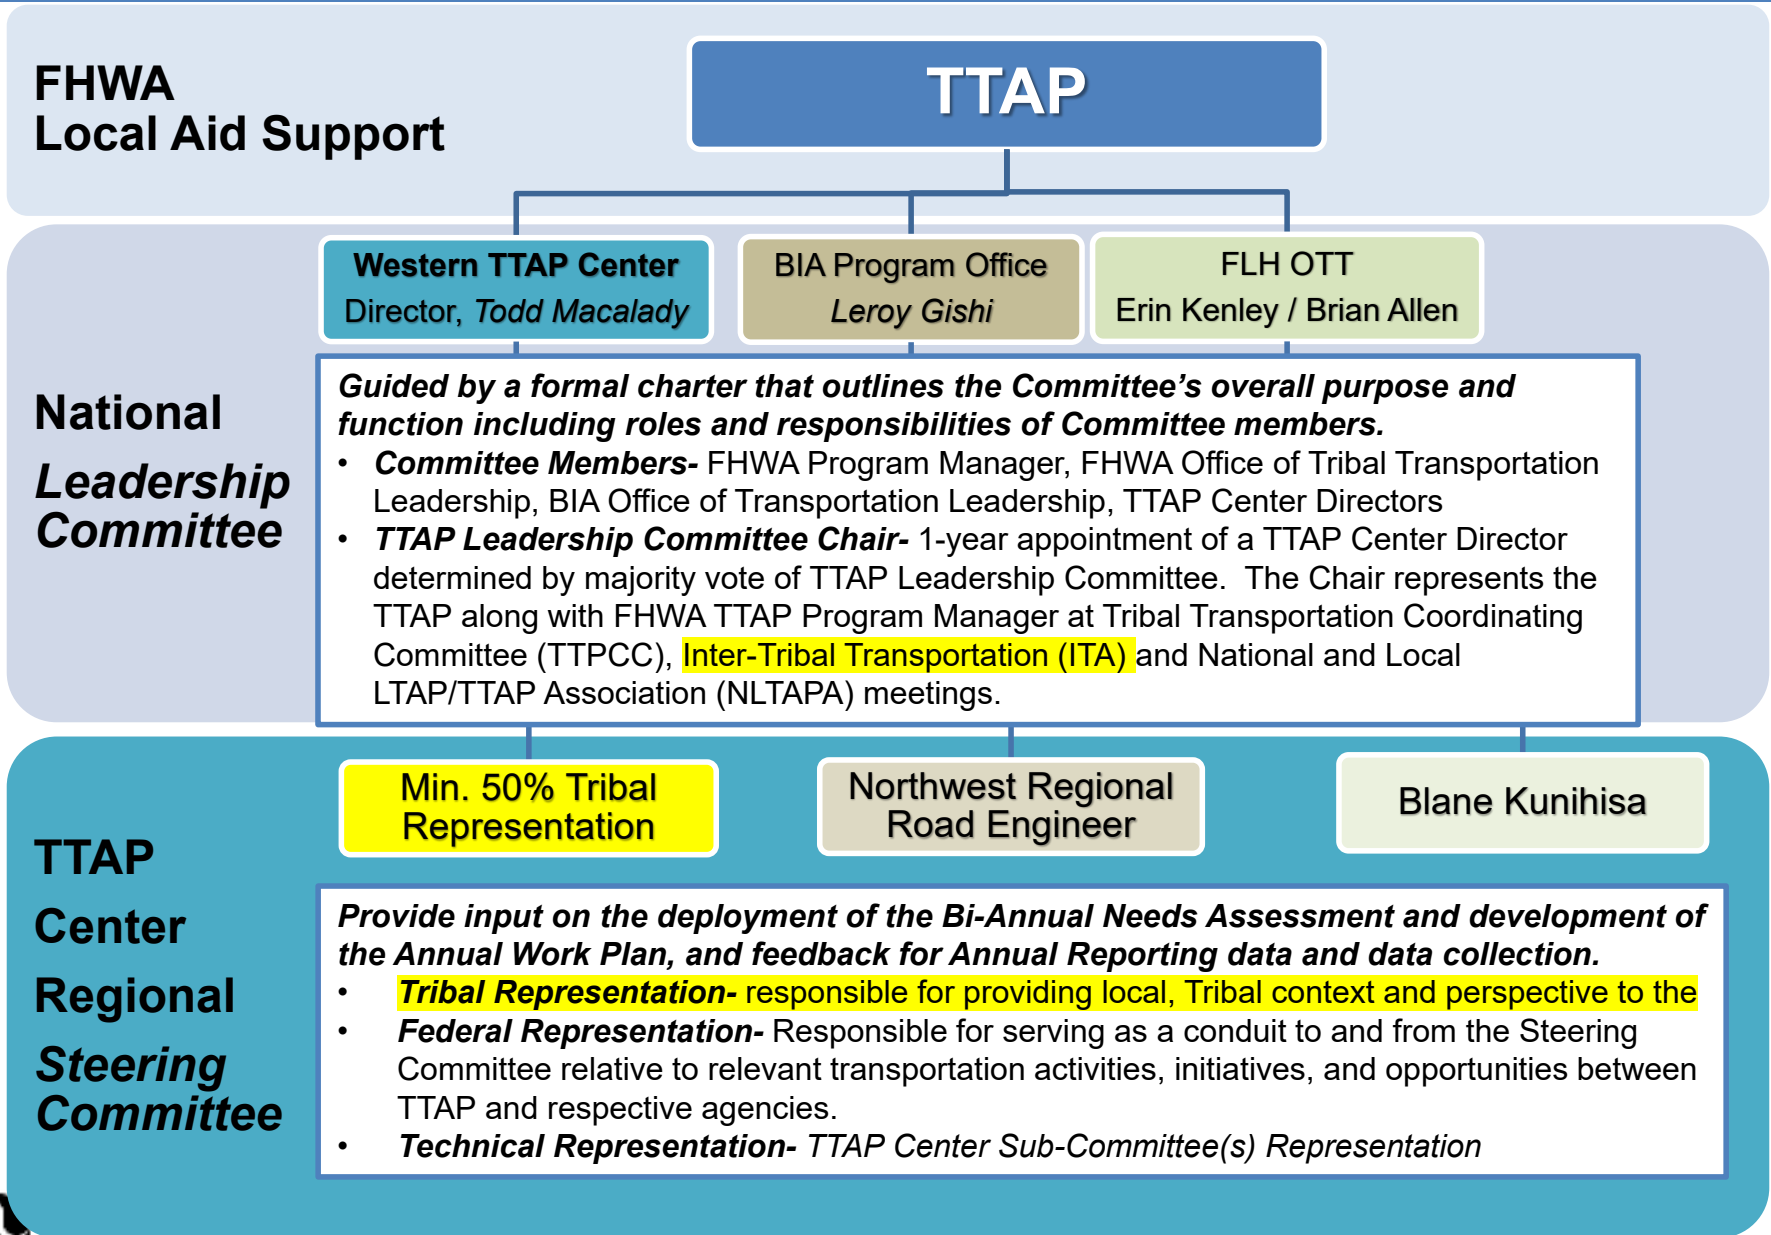 FHWA
Local Aid Support
TTAP
Western TTAP Center
Director, Todd Macalady
BIA Program Office
Leroy Gishi
FLH OTT
Erin Kenley / Brian Allen
National
Leadership
Committee
Guided by a formal charter that outlines the Committee’s overall purpose and
function including roles and responsibilities of Committee members.
• Committee Members- FHWA Program Manager, FHWA Office of Tribal Transportation
Leadership, BIA Office of Transportation Leadership, TTAP Center Directors
• TTAP Leadership Committee Chair- 1-year appointment of a TTAP Center Director
determined by majority vote of TTAP Leadership Committee. The Chair represents the
TTAP along with FHWA TTAP Program Manager at Tribal Transportation Coordinating
Committee (TTPCC), Inter-Tribal Transportation (ITA) and National and Local
LTAP/TTAP Association (NLTAPA) meetings.
Min. 50% Tribal
Representation
Northwest Regional
Road Engineer
Blane Kunihisa
TTAP
Center
Regional
Steering
Committee
Provide input on the deployment of the Bi-Annual Needs Assessment and development of
the Annual Work Plan, and feedback for Annual Reporting data and data collection.
• Tribal Representation- responsible for providing local, Tribal context and perspective to the
• Federal Representation- Responsible for serving as a conduit to and from the Steering
Committee relative to relevant transportation activities, initiatives, and opportunities between
TTAP and respective agencies.
• Technical Representation- TTAP Center Sub-Committee(s) Representation